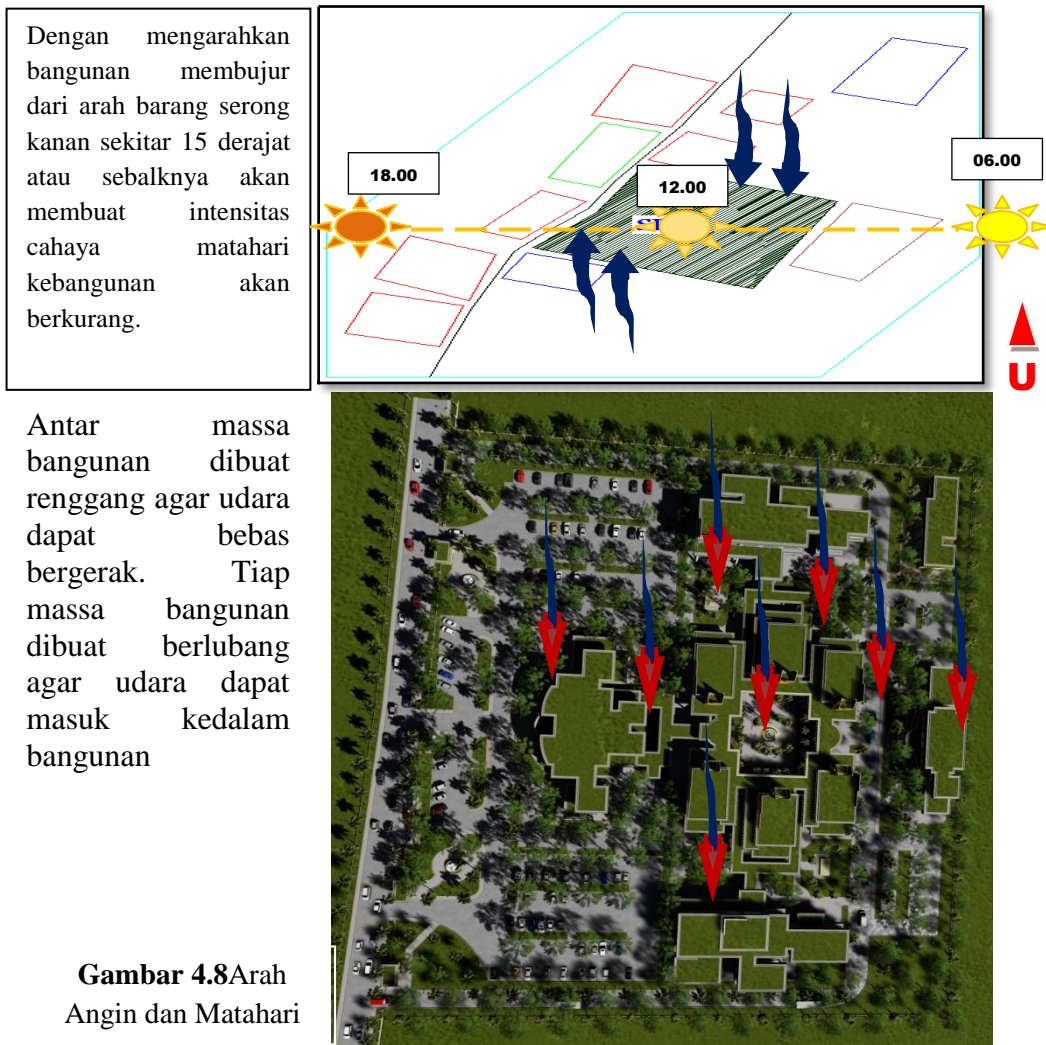 Dengan mengarahkan
bangunan membujur
dari arah barang serong
kanan sekitar 15 derajat
atau sebalknya akan
membuat intensitas
cahaya matahari
kebangunan akan
berkurang.
18.00
12.00
06.00
U
Antar massa
bangunan dibuat
renggang agar udara
dapat bebas
bergerak. Tiap
massa bangunan
dibuat berlubang
agar udara dapat
masuk kedalam
bangunan
Gambar 4.8Arah
Angin dan Matahari